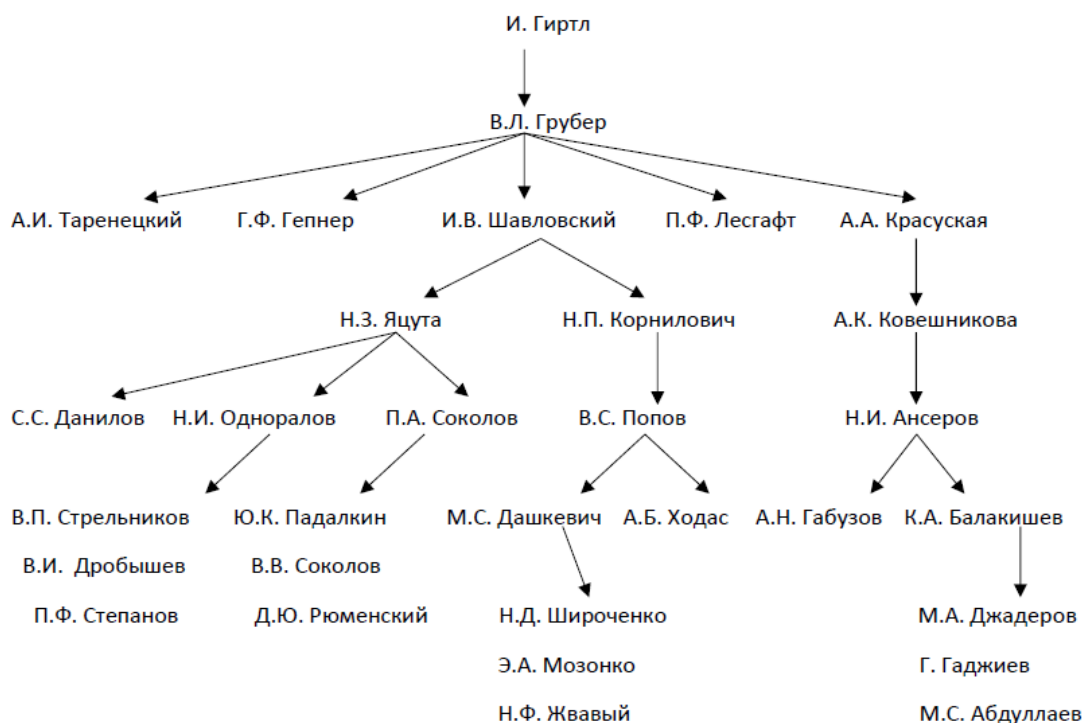 И. Гиртл
В.Л. Грубер
А.И. Таренецкий Г.Ф. Гепнер И.В. Шавловский П.Ф. Лесгафт А.А. Красуская
Н.З. Яцута Н.П. Корнилович А.К. Ковешникова
С.С. Данилов Н.И. Одноралов П.А. Соколов В.С. Попов Н.И. Ансеров
В.П. Стрельников Ю.К. Падалкин М.С. Дашкевич А.Б. Ходас А.Н. Габузов К.А. Балакишев
В.И. Дробышев В.В. Соколов
П.Ф. Степанов Д.Ю. Рюменский Н.Д. Широченко М.А. Джадеров
Э.А. Мозонко Г. Гаджиев
Н.Ф. Жвавый М.С. Абдуллаев